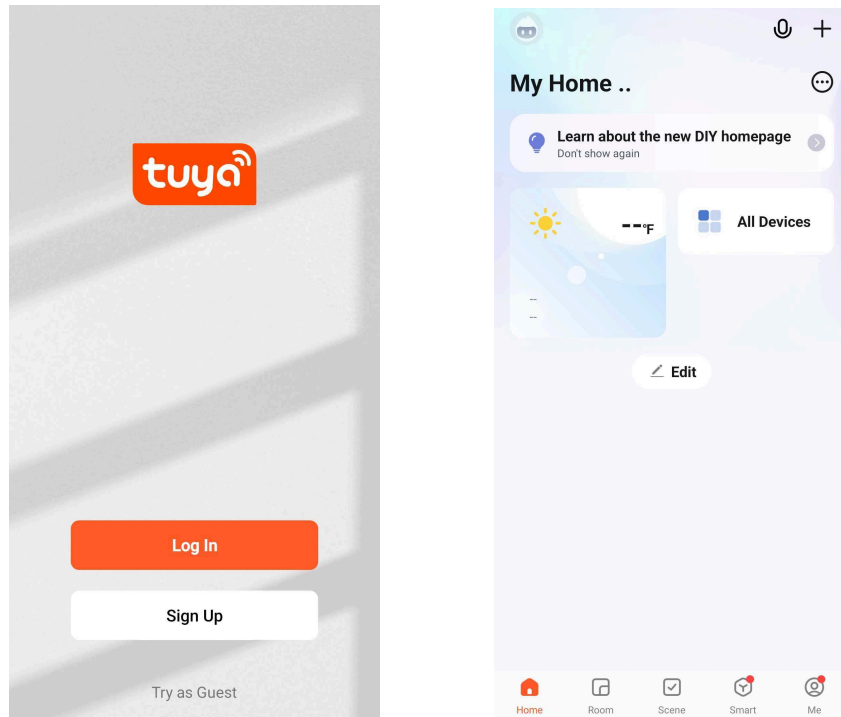 tuya
Log In
Sign Up
Try as Guest
My Home ..
Learn about the new DIY homepage
Don't show again
--°F
All Devices
--
--
Edit
Home Room Scene Smart Me